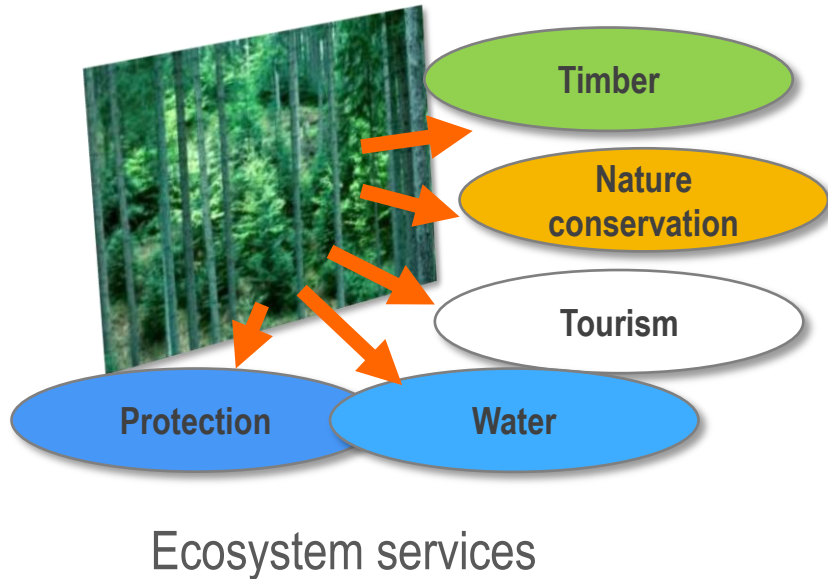 Timber
Nature
conservation
Tourism
Protection
Water
Ecosystem services